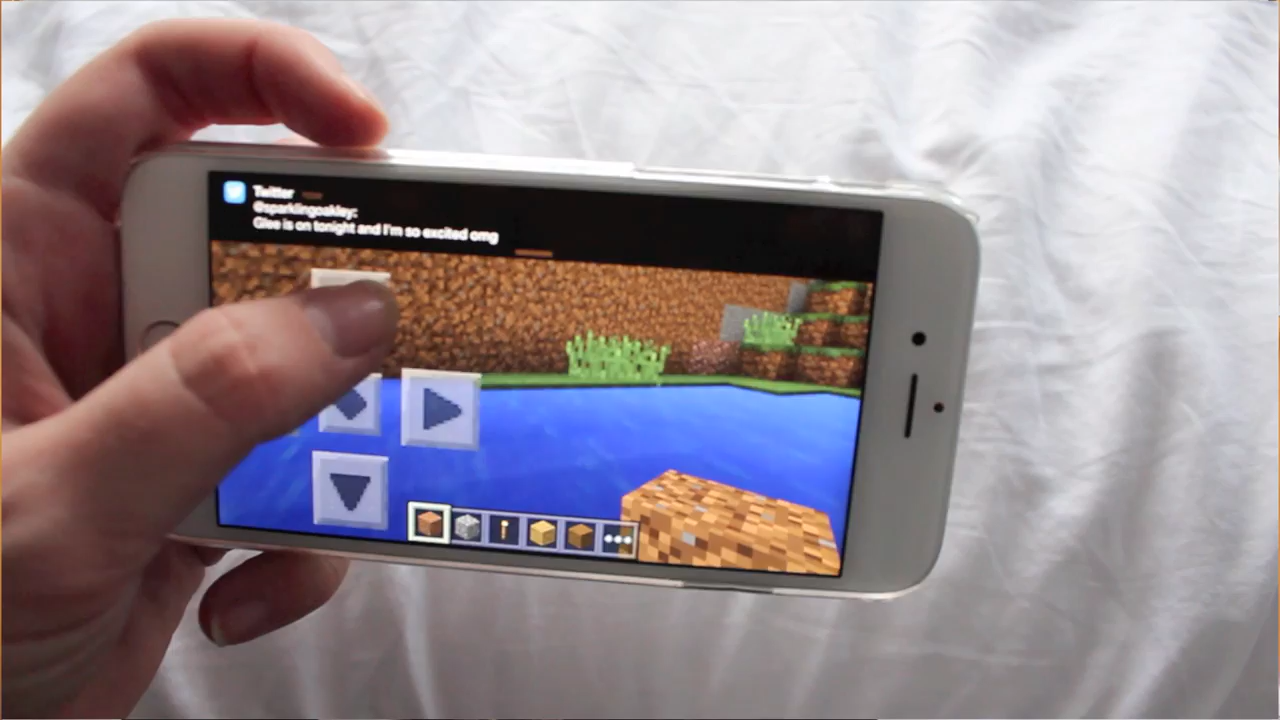 Twitter
@sparklingoakley:
Glee is on tonight and I'm so excited omg